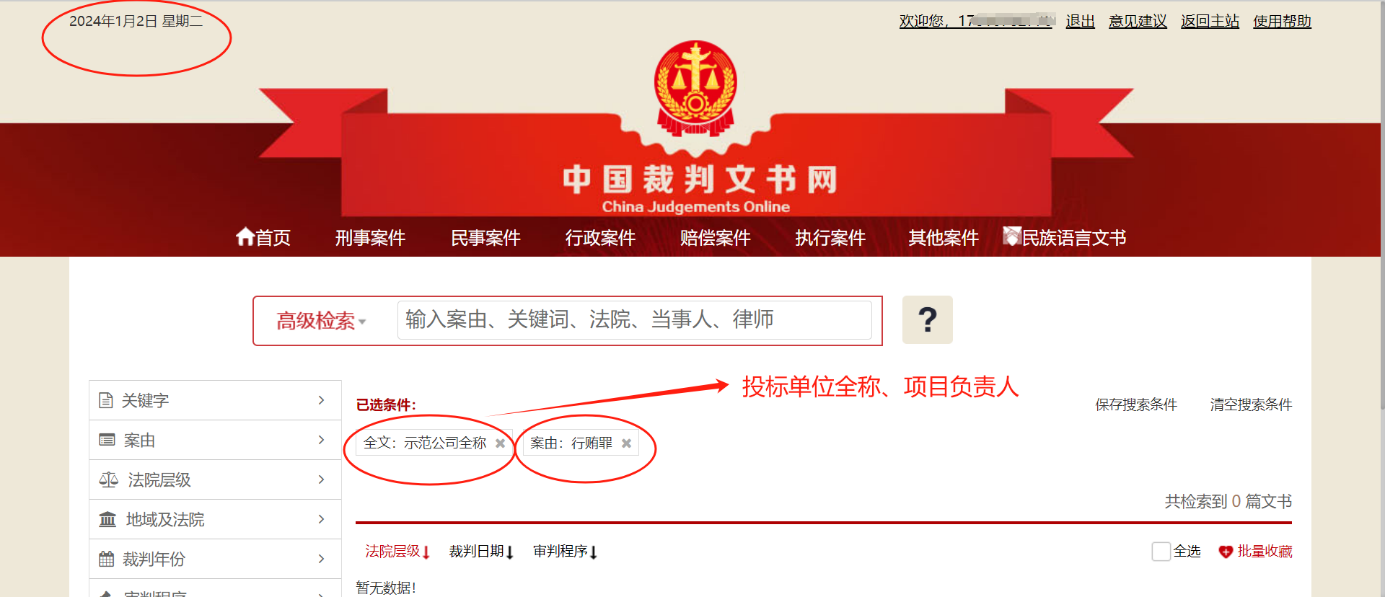 2024年1月2日 星期二
欢迎您, 退出 意见建议 返回主站 使用帮助
中国裁判文书网
China Judgements Online
首页 刑事案件 民事案件 行政案件 赔偿案件 执行案件 其他案件 民族语言文书
高级检索 输入案由、关键词、法院、当事人、律师 ?
投标单位全称、项目负责人
关键字
已选条件: 保存搜索条件 清空搜索条件
案由
全文: 示范公司全称 案由: 行贿罪
法院层级
共检索到 0 篇文书
地域及法院
法院层级 裁判日期 审判程序 全选 批量收藏
裁判年份
暂无数据!
审判程序